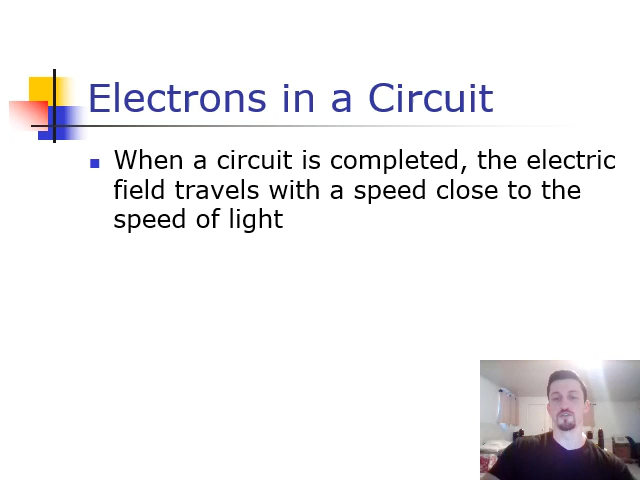 Electrons in a Circuit
When a circuit is completed, the electric
field travels with a speed close to the
speed of light